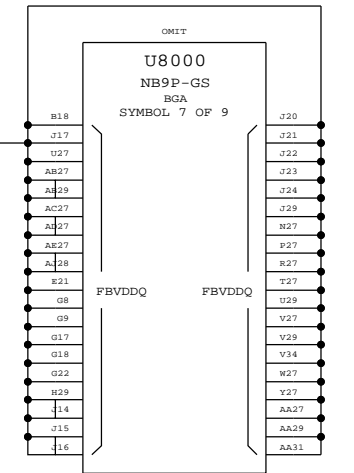 OMIT
U8000
NB9P-GS
BGA
SYMBOL 7 OF 9
B18 J20
J17 J21
U27 J22
AB27 J23
AB29 J24
AC27 J29
AD27 N27
AE27 P27
AJ28 R27
E21 T27
FBVDDQ FBVDDQ
G8 U29
G9 V27
G17 V29
G18 V34
G22 W27
H29 Y27
J14 AA27
J15 AA29
J16 AA31